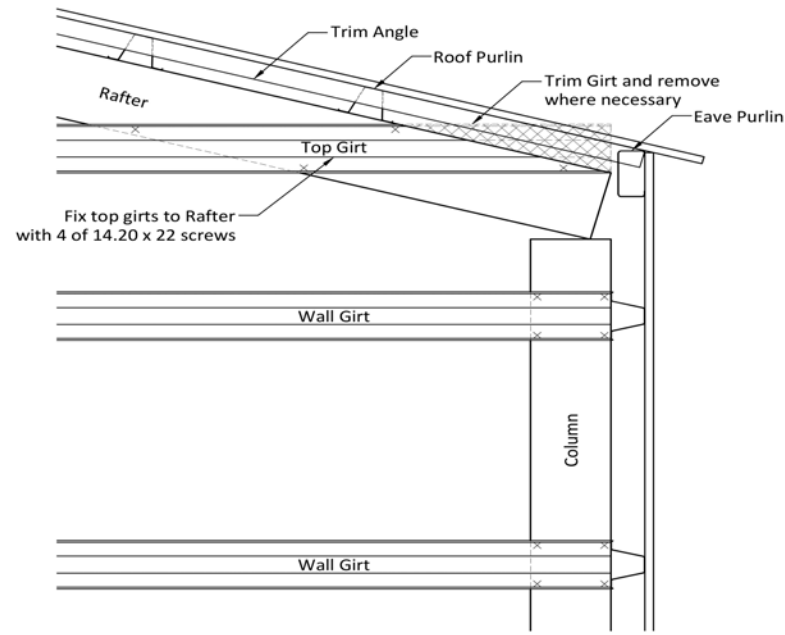 Trim Angle
Roof Purlin
Trim Girt and remove
where necessary
Eave Purlin
Rafter
Top Girt
Fix top girts to Rafter
with 4 of 14.20 x 22 screws
Wall Girt
Column
Wall Girt